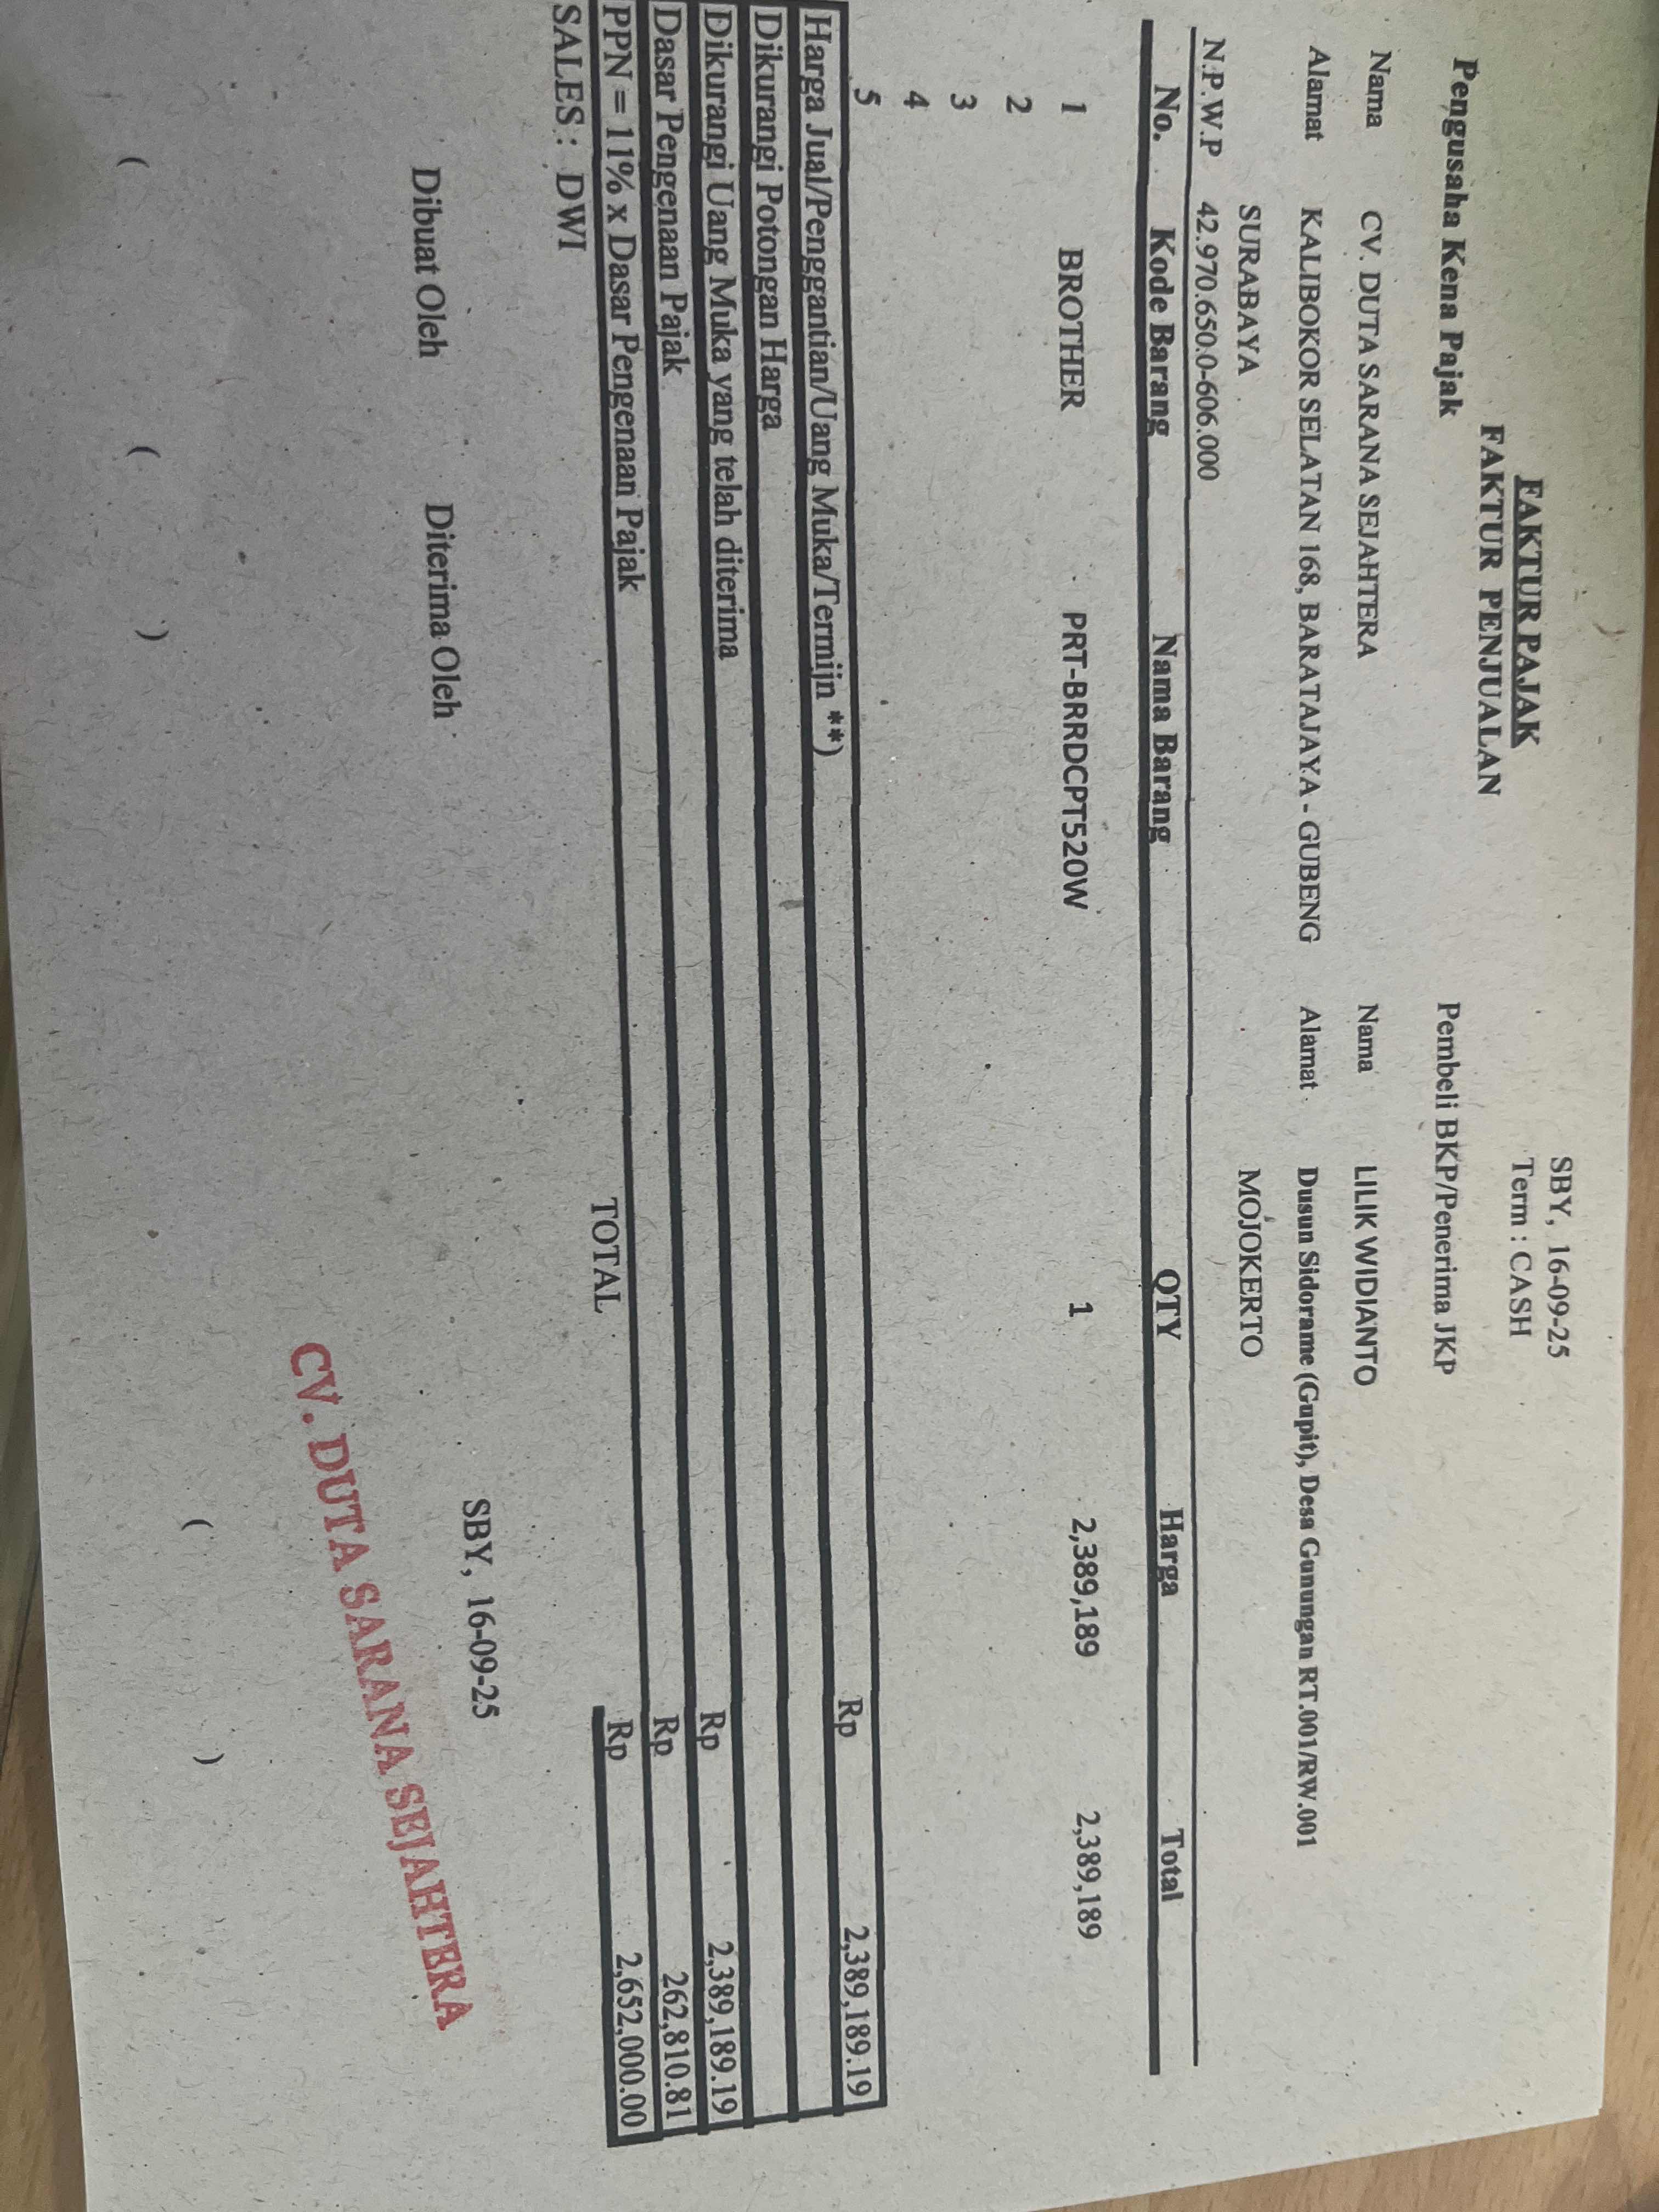 SBY, 16-09-25
FAKTUR PAJAK Term : CASH
FAKTUR PENJUALAN
Pengusaha Kena Pajak Pembeli BKP/Penerima JKP
Nama CV. DUTA SARANA SEJAHTERA Nama LILIK WIDIANTO
Alamat KALIBOKOR SELATAN 168, BARATAJAYA - GUBENG Alamat Dusun Sidorame (Gupit), Desa Gunungan RT.001/RW.001
SURABAYA MOJOKERTO
N.P.W.P 42.970.650.0-606.000
No. Kode Barang Nama Barang QTY Harga Total
1 BROTHER PRT-BRRDCPT520W 1 2,389,189 2,389,189
2
3
4
5
Harga Jual/Penggantian/Uang Muka/Termijn **) Rp 2,389,189.19
Dikurangi Potongan Harga
Dikurangi Uang Muka yang telah diterima
Dasar Pengenaan Pajak Rp 2,389,189.19
PPN = 11% x Dasar Pengenaan Pajak Rp 262,810.81
SALES : DWI TOTAL Rp 2,652,000.00
SBY, 16-09-25
Dibuat Oleh Diterima Oleh
CV. DUTA SARANA SEJAHTERA
( ( ) ( )